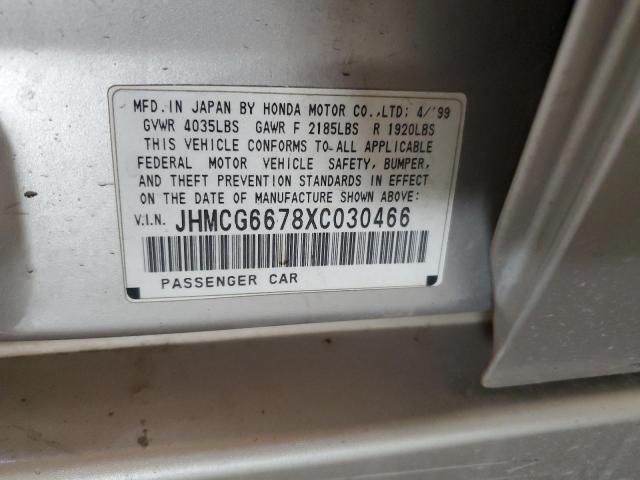 MFD. IN JAPAN BY HONDA MOTOR CO.,LTD: 4/'99
GVWR 4035LBS GAWR F 2185LBS R 1920LBS
THIS VEHICLE CONFORMS TO ALL APPLICABLE
FEDERAL MOTOR VEHICLE SAFETY, BUMPER,
AND THEFT PREVENTION STANDARDS IN EFFECT
ON THE DATE OF MANUFACTURE SHOWN ABOVE:
V.I.N. JHMCG6678XC030466
PASSENGER CAR